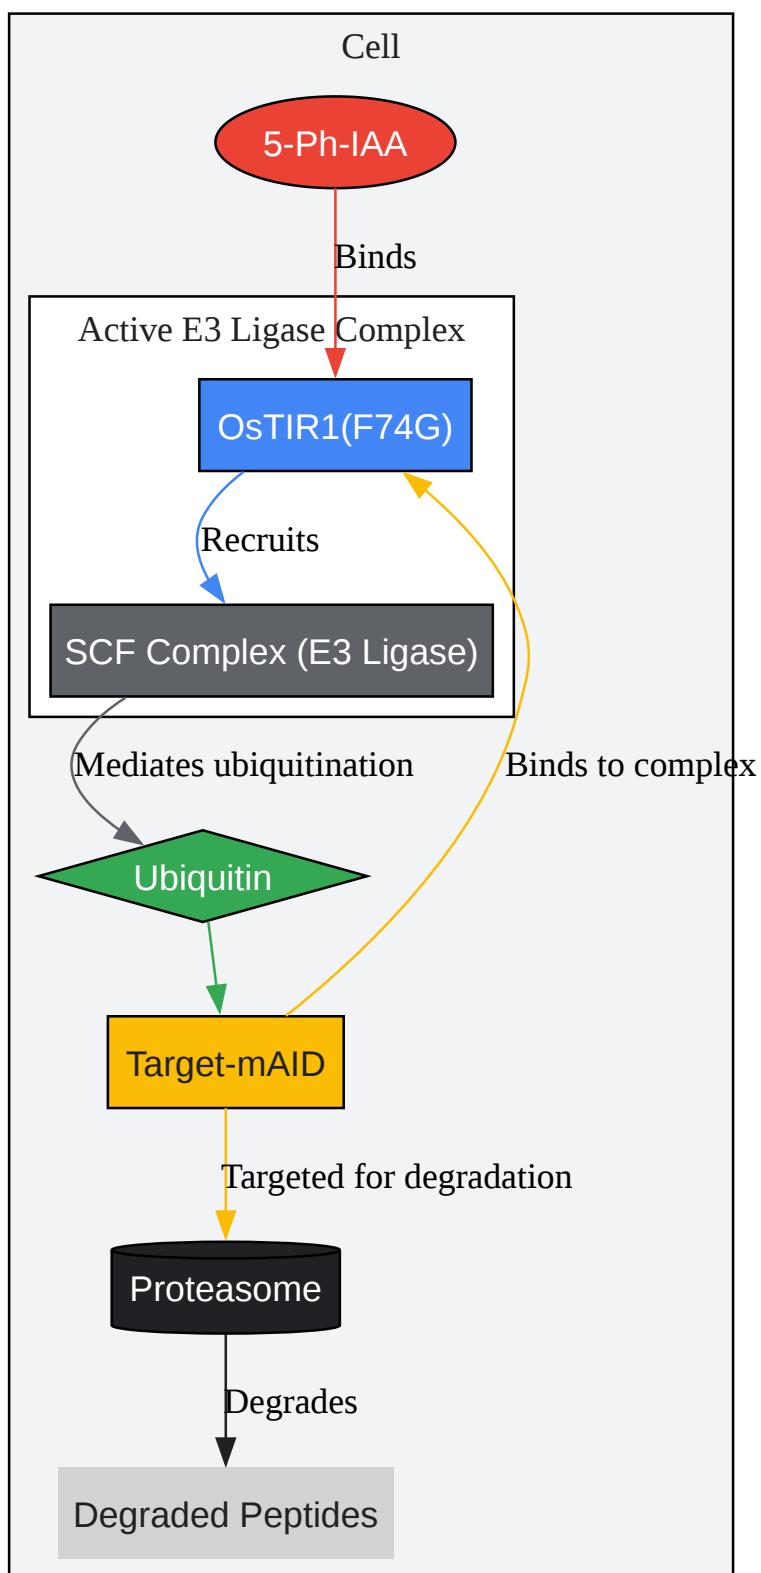 Cell
5-Ph-IAA
Binds
Active E3 Ligase Complex
OsTIR1(F74G)
Recruits
SCF Complex (E3 Ligase)
Mediates ubiquitination
Binds to complex
Ubiquitin
Target-mAID
Targeted for degradation
Proteasome
Degrades
Degraded Peptides